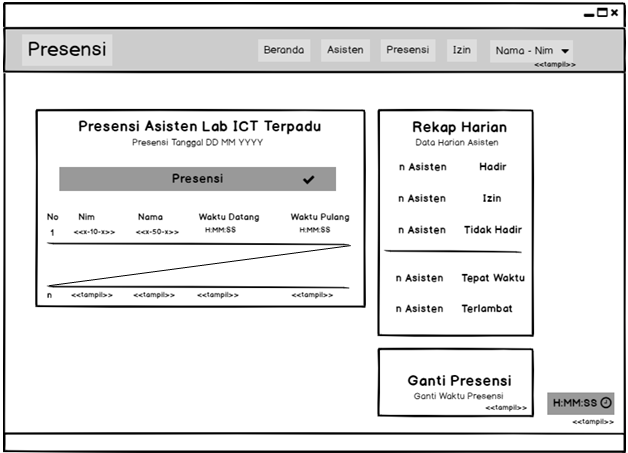 Presensi
Beranda Asisten Presensi Izin Nama - Nim
<<tampil>>
Presensi Asisten Lab ICT Terpadu
Presensi Tanggal DD MM YYYY
Presensi
No Nim Nama Waktu Datang Waktu Pulang
1 <<x-10-x>> <<x-50-x>> H:MM:SS H:MM:SS
n <<tampil>> <<tampil>> <<tampil>> <<tampil>>
Rekap Harian
Data Harian Asisten
n Asisten Hadir
n Asisten Izin
n Asisten Tidak Hadir
n Asisten Tepat Waktu
n Asisten Terlambat
Ganti Presensi
Ganti Waktu Presensi
<<tampil>>
H:MM:SS
<<tampil>>